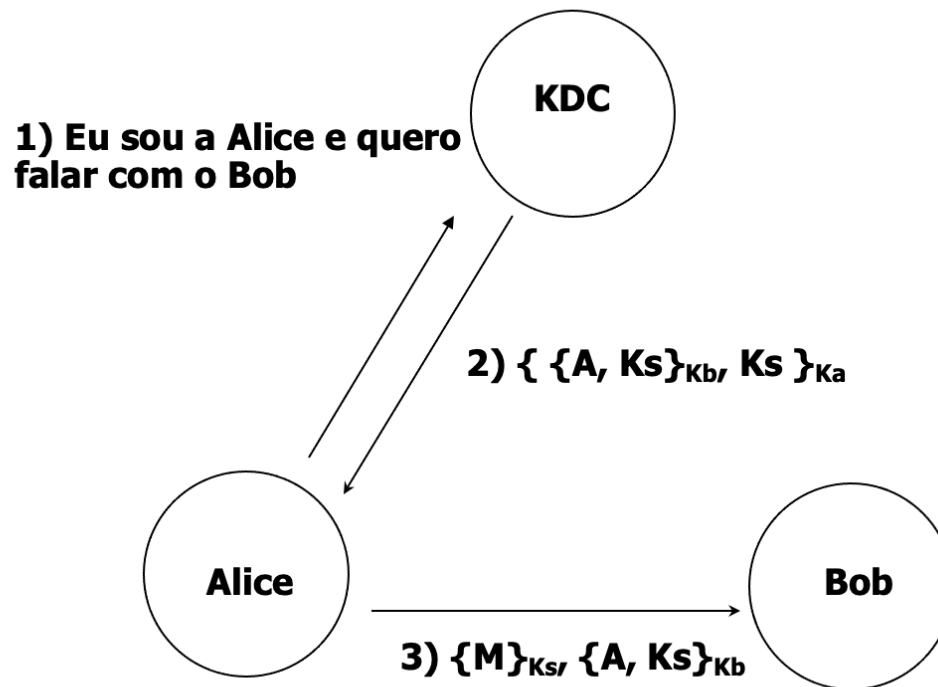 KDC
1) Eu sou a Alice e quero
falar com o Bob
2) { {A, Ks}Kb, Ks }Ka
Alice
Bob
3) {M}Ks, {A, Ks}Kb